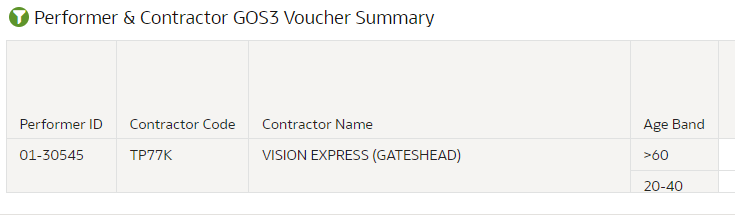 Performer & Contractor GOS3 Voucher Summary
Performer ID Contractor Code Contractor Name Age Band
01-30545 TP77K VISION EXPRESS (GATESHEAD) >60
20-40